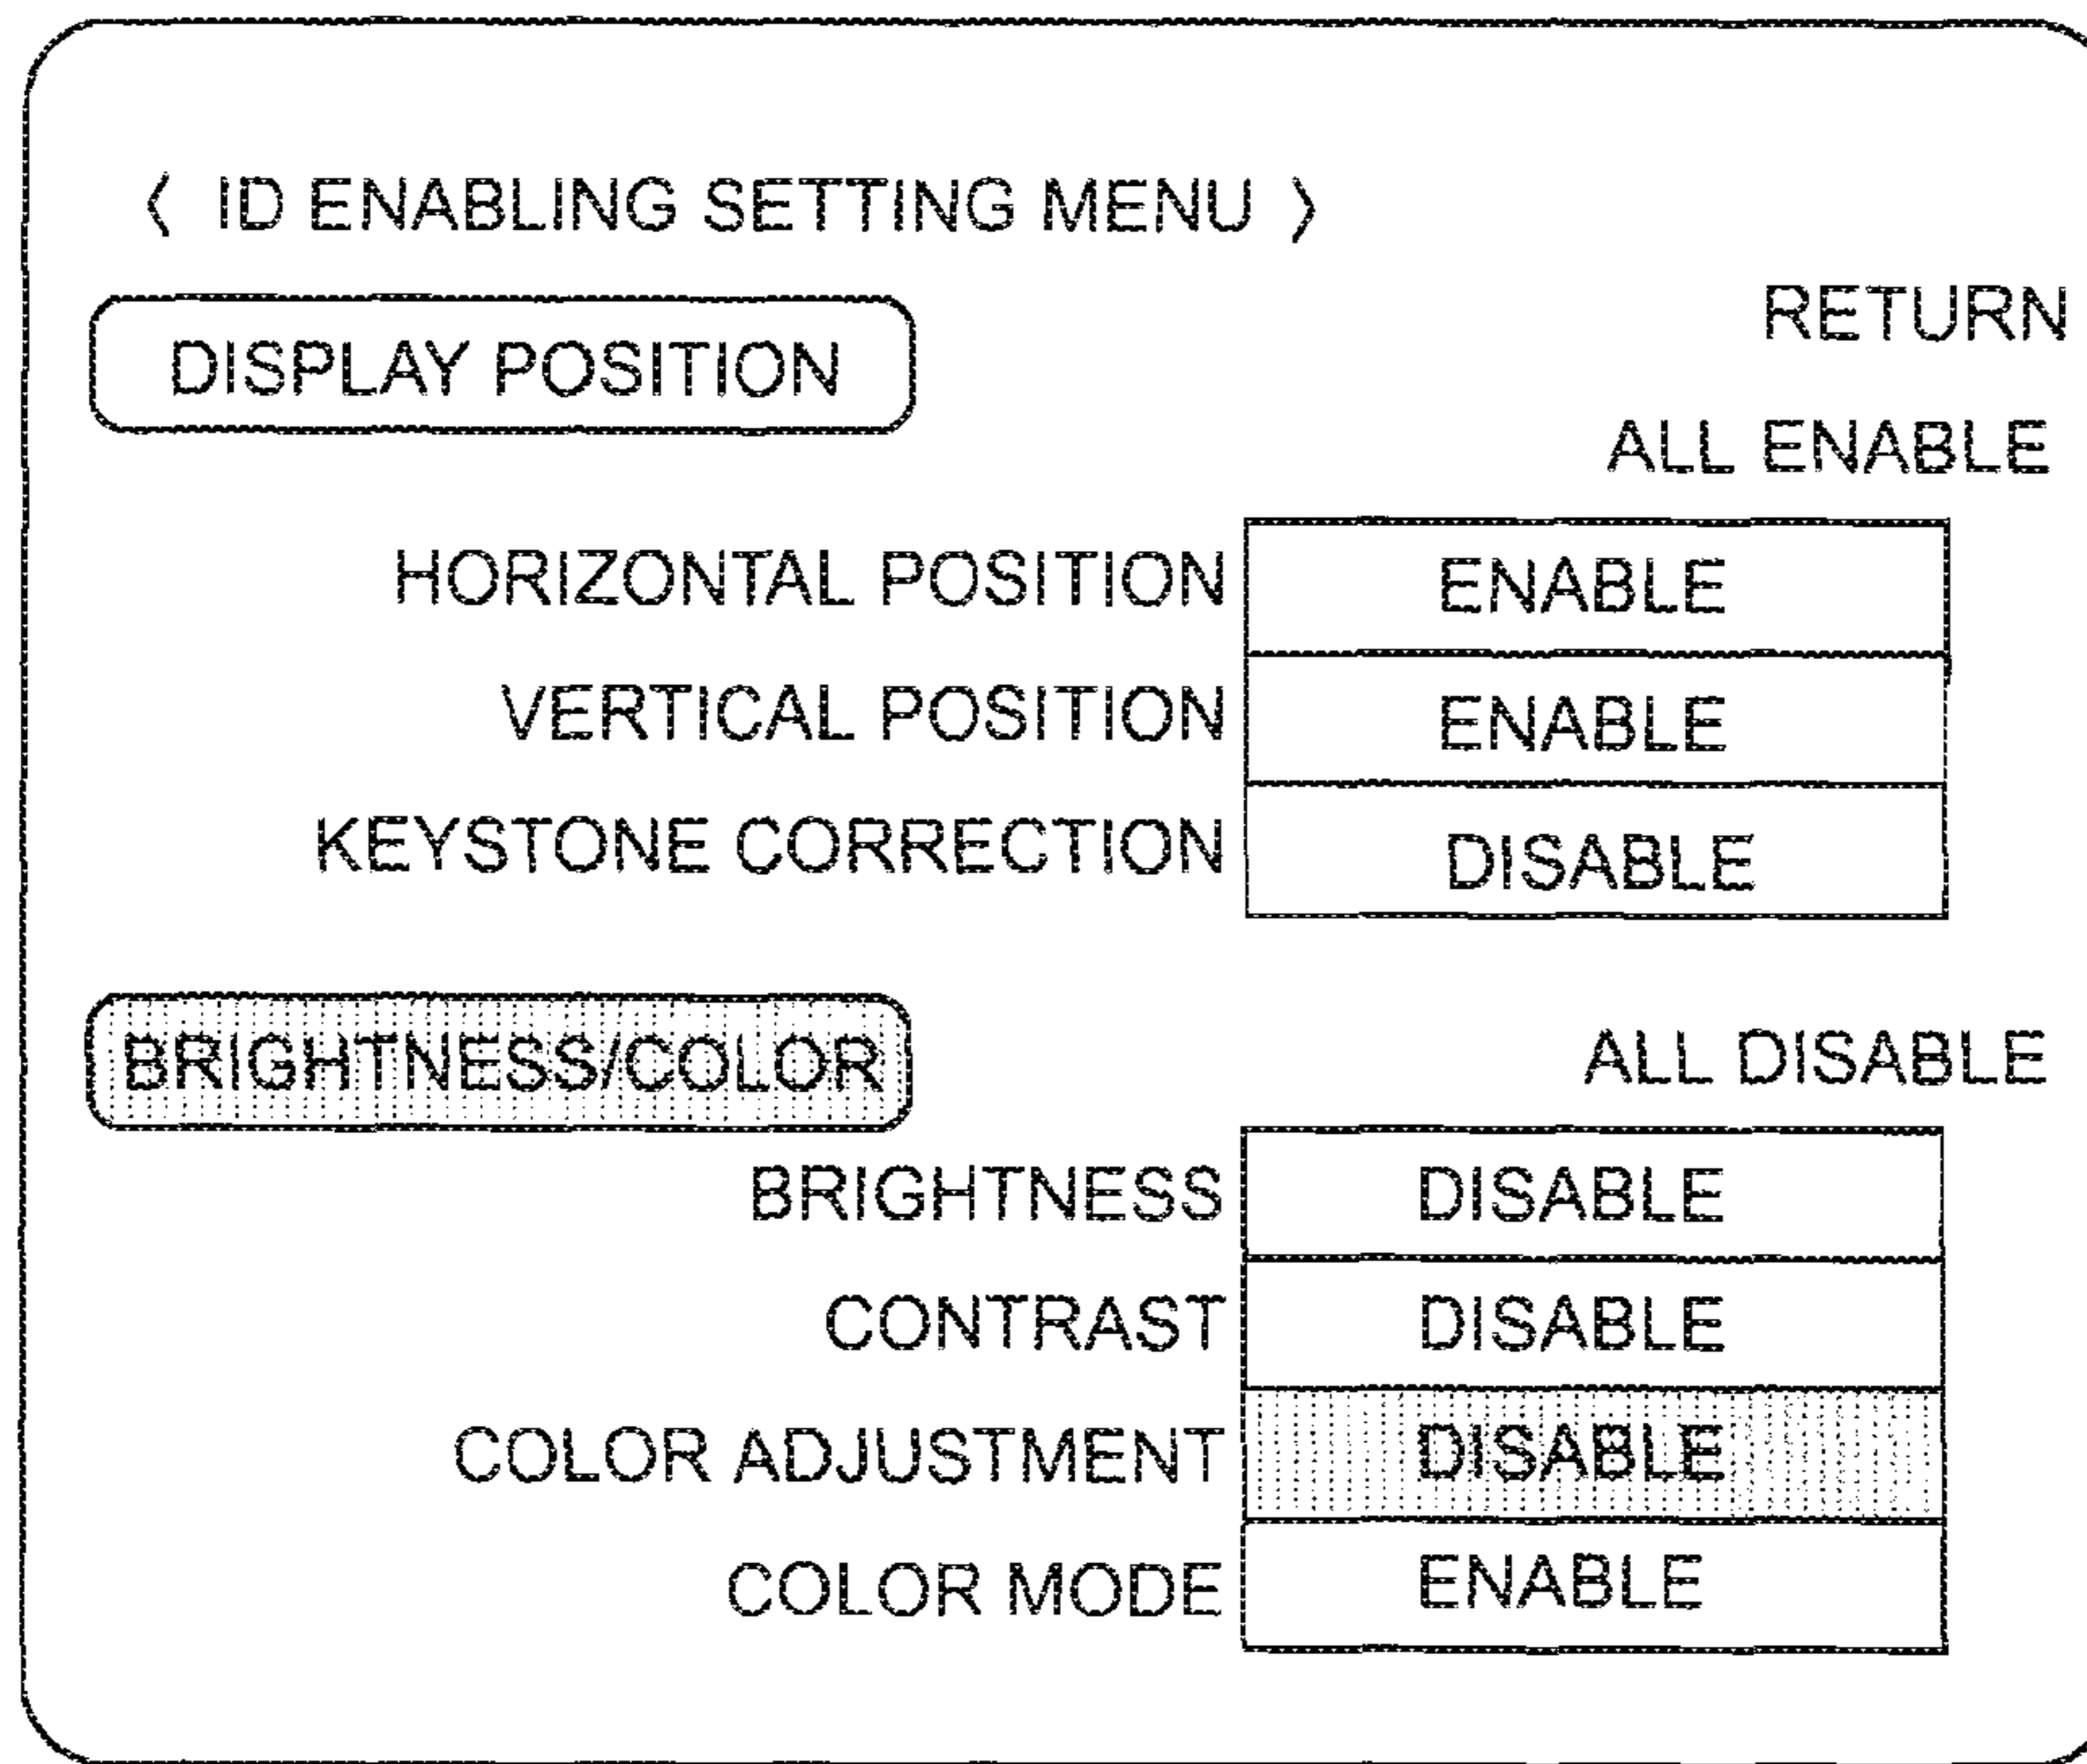 〈 ID ENABLING SETTING MENU 〉
RETURN
DISPLAY POSITION
ALL ENABLE
HORIZONTAL POSITION ENABLE
VERTICAL POSITION ENABLE
KEYSTONE CORRECTION DISABLE
BRIGHTNESS/COLOR ALL DISABLE
BRIGHTNESS DISABLE
CONTRAST DISABLE
COLOR ADJUSTMENT DISABLE
COLOR MODE ENABLE